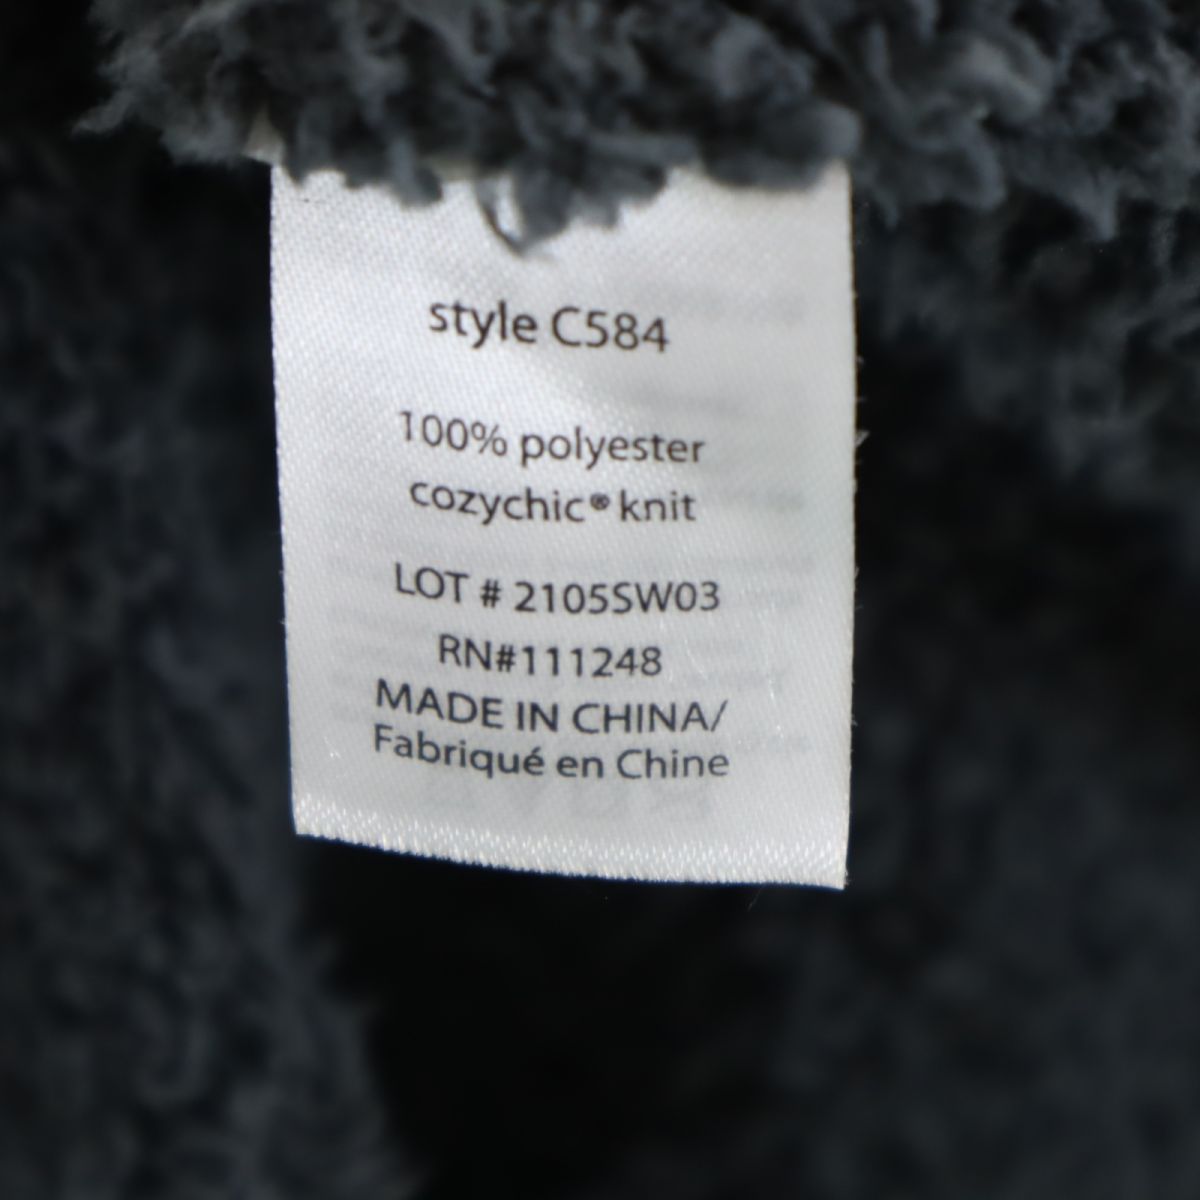 style C584
100% polyester
cozychic® knit
LOT # 2105SW03
RN#111248
MADE IN CHINA/
Fabriqué en Chine